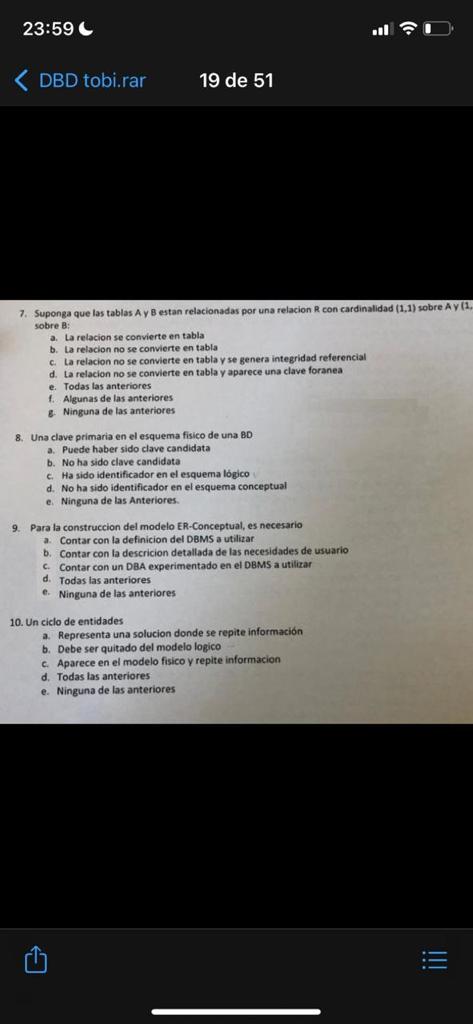 23:59
DBD tobi.rar
19 de 51
7. Suponga que las tablas A y B estan relacionadas por una relacion R con cardinalidad (1,1) sobre A y (1,
sobre B:
a. La relacion se convierte en tabla
b. La relacion no se convierte en tabla
c. La relacion no se convierte en tabla y se genera integridad referencial
d. La relacion no se convierte en tabla y aparece una clave foranea
e. Todas las anteriores
f. Algunas de las anteriores
g. Ninguna de las anteriores
8. Una clave primaria en el esquema fisico de una BD
a. Puede haber sido clave candidata
b. No ha sido clave candidata
c. Ha sido identificador en el esquema lógico
d. No ha sido identificador en el esquema conceptual
e. Ninguna de las Anteriores.
9. Para la construccion del modelo ER-Conceptual, es necesario
a. Contar con la definicion del DBMS a utilizar
b. Contar con la descricion detallada de las necesidades de usuario
c. Contar con un DBA experimentado en el DBMS a utilizar
d. Todas las anteriores
e. Ninguna de las anteriores
10. Un ciclo de entidades
a. Representa una solucion donde se repite información
b. Debe ser quitado del modelo logico
c. Aparece en el modelo fisico y repite informacion
d. Todas las anteriores
e. Ninguna de las anteriores